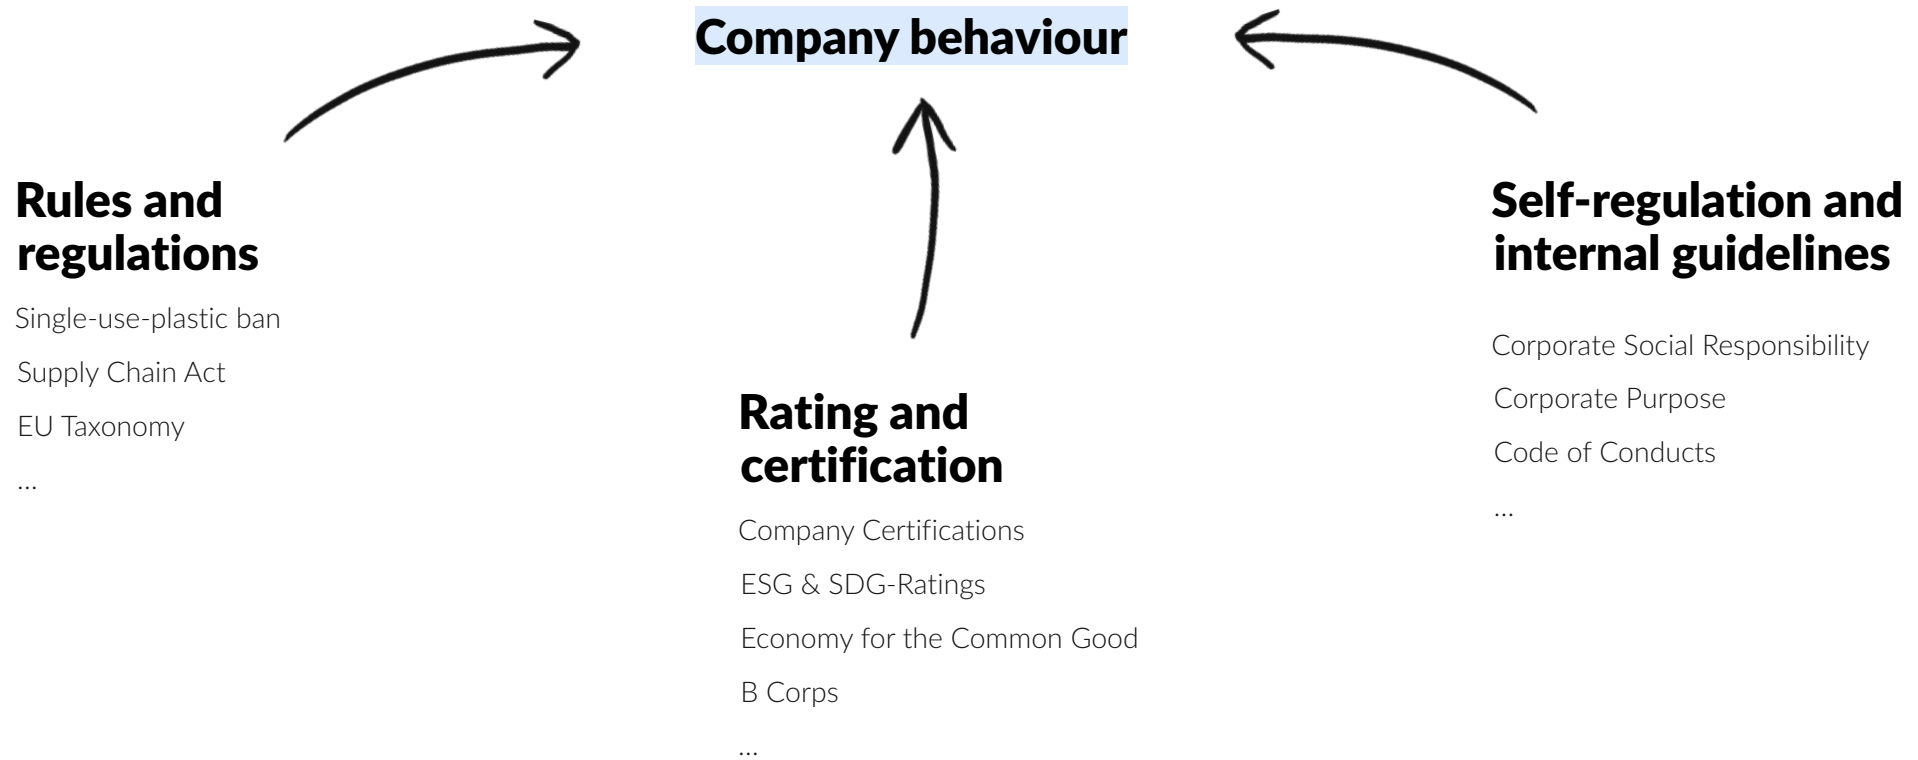 Company behaviour
Rules and
regulations
Single-use-plastic ban
Supply Chain Act
EU Taxonomy
...
Rating and
certification
Company Certifications
ESG & SDG-Ratings
Economy for the Common Good
B Corps
...
Self-regulation and
internal guidelines
Corporate Social Responsibility
Corporate Purpose
Code of Conducts
...